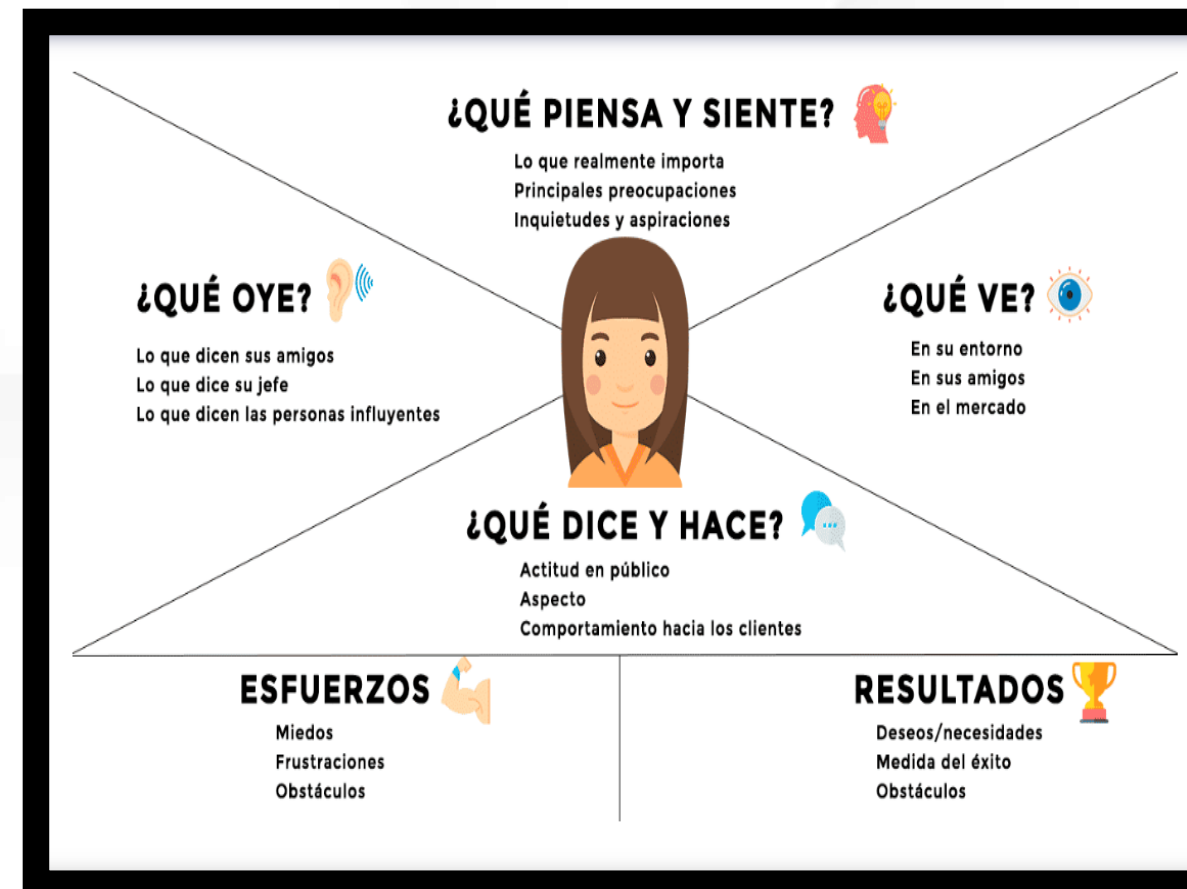 ¿QUÉ PIENSA Y SIENTE?
Lo que realmente importa
Principales preocupaciones
Inquietudes y aspiraciones
¿QUÉ OYE?
Lo que dicen sus amigos
Lo que dice su jefe
Lo que dicen las personas influyentes
¿QUÉ VE?
En su entorno
En sus amigos
En el mercado
¿QUÉ DICE Y HACE?
Actitud en público
Aspecto
Comportamiento hacia los clientes
ESFUERZOS
Miedos
Frustraciones
Obstáculos
RESULTADOS
Deseos/necesidades
Medida del éxito
Obstáculos